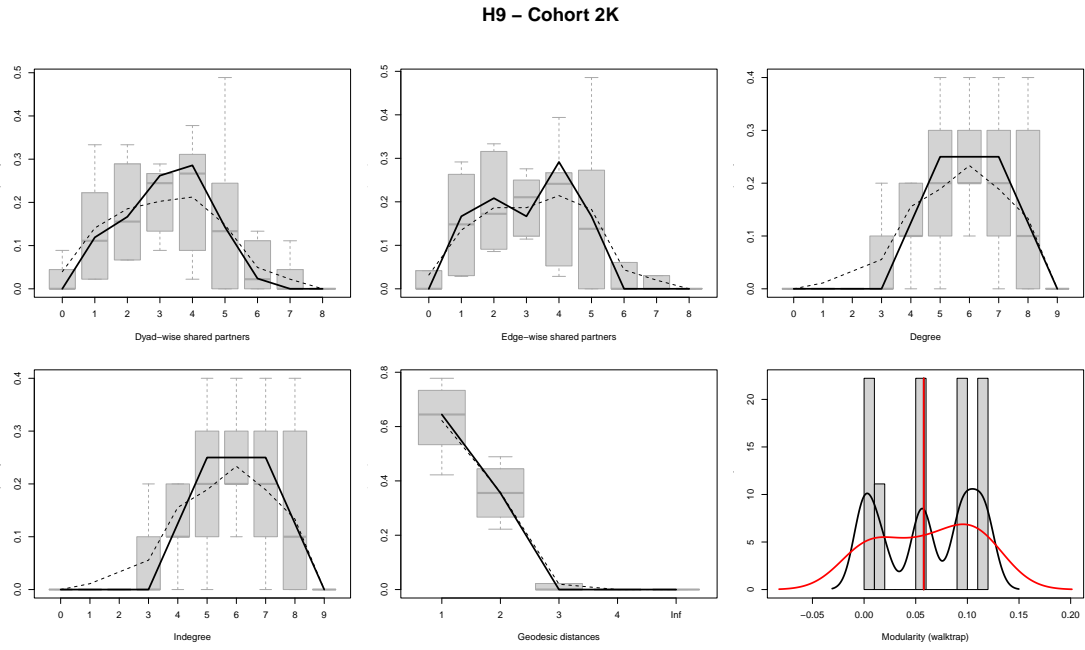 H9 – Cohort 2K
0.5
0.4
0.3
0.2
0.1
0.0
0 1 2 3 4 5 6 7 8
Dyad−wise shared partners
0.5
0.4
0.3
0.2
0.1
0.0
0 1 2 3 4 5 6 7 8
Edge−wise shared partners
0.4
0.3
0.2
0.1
0.0
0 1 2 3 4 5 6 7 8 9
Degree
0.4
0.3
0.2
0.1
0.0
0 1 2 3 4 5 6 7 8 9
Indegree
0.8
0.6
0.4
0.2
0.0
1 2 3 4 Inf
Geodesic distances
20
15
10
5
0
−0.05 0.00 0.05 0.10 0.15 0.20
Modularity (walktrap)